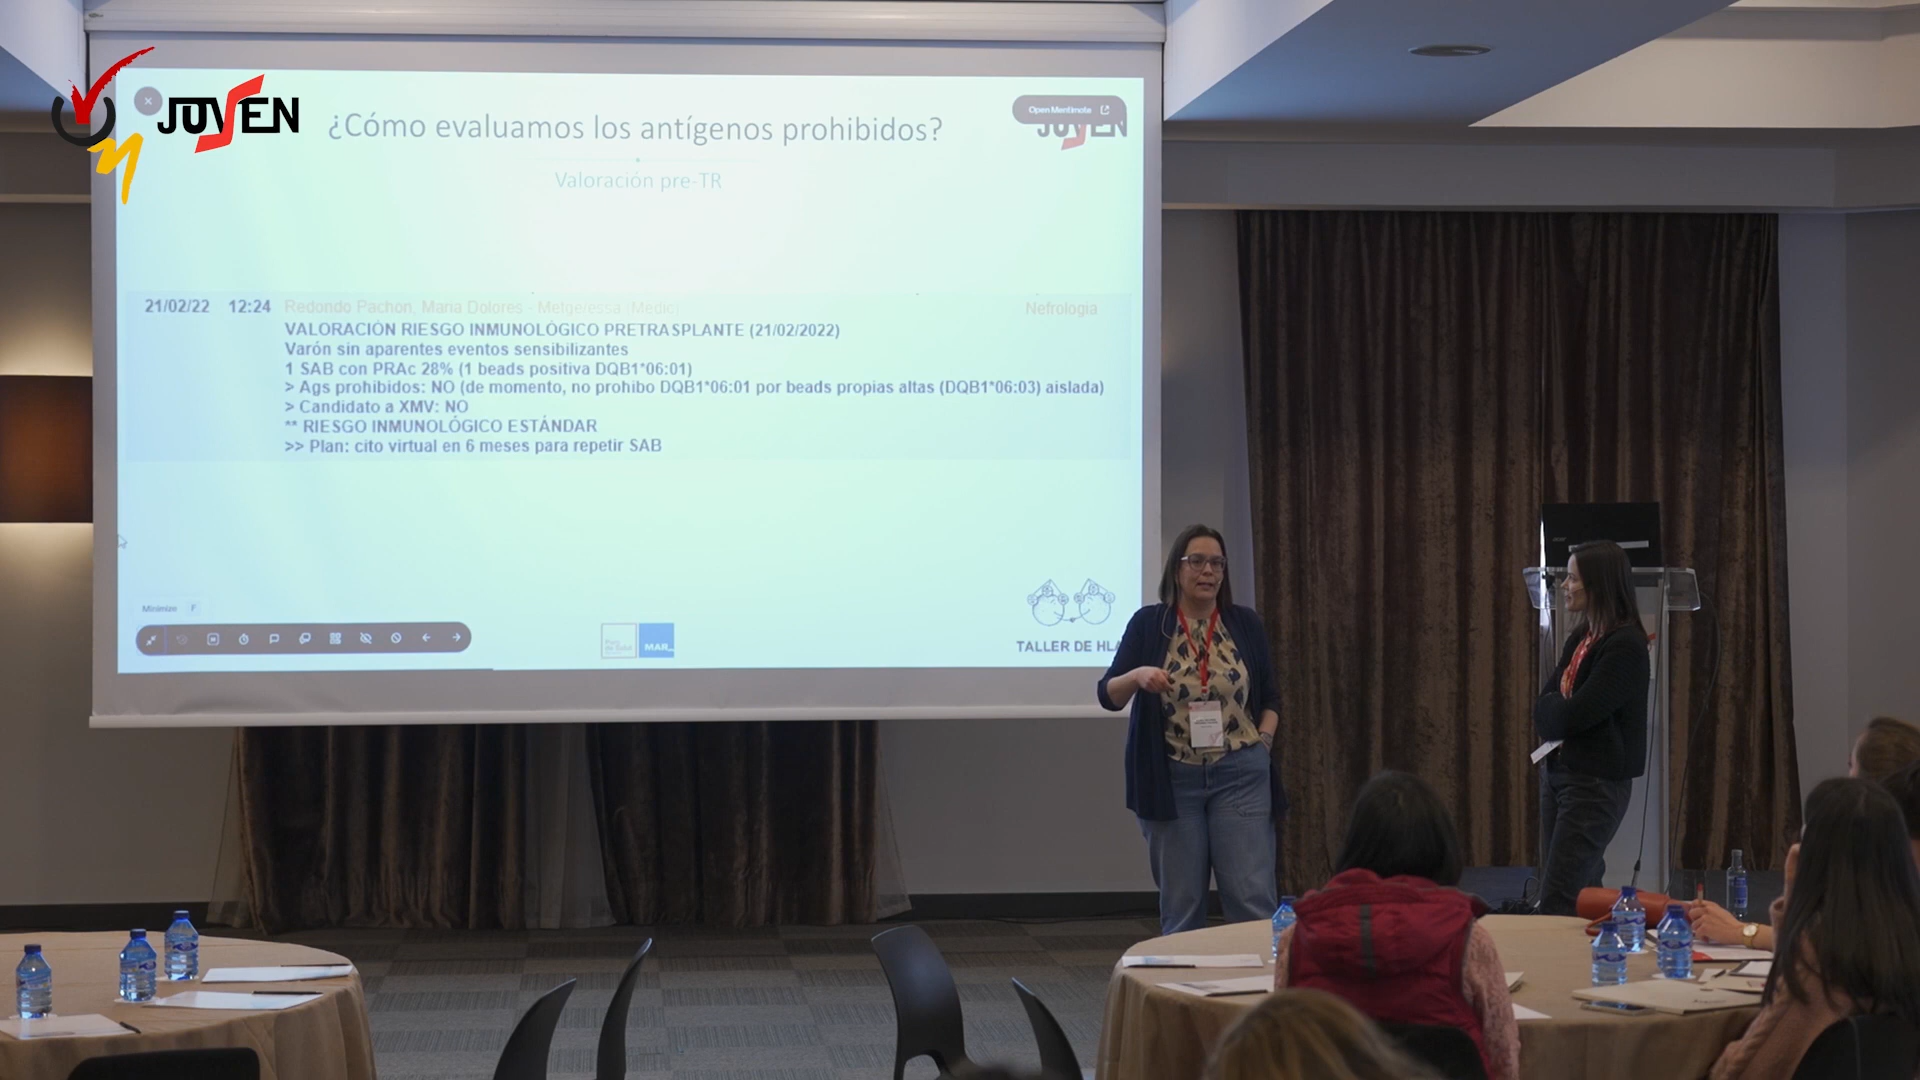 JOVEN
¿Cómo evaluamos los antígenos prohibidos?
Open Mentimote
JOVEN
Valoración pre-TR
21/02/22 12:24 Redondo Pachon, Maria Dolores - Metge/essa (Medic) Nefrologia
VALORACIÓN RIESGO INMUNOLÓGICO PRETRASPLANTE (21/02/2022)
Varón sin aparentes eventos sensibilizantes
1 SAB con PRAc 28% (1 beads positiva DQB1*06:01)
> Ags prohibidos: NO (de momento, no prohibo DQB1*06:01 por beads propias altas (DQB1*06:03) aislada)
> Candidato a XMV: NO
** RIESGO INMUNOLÓGICO ESTÁNDAR
>> Plan: cito virtual en 6 meses para repetir SAB
Minimize F
MAR
TALLER DE HLA